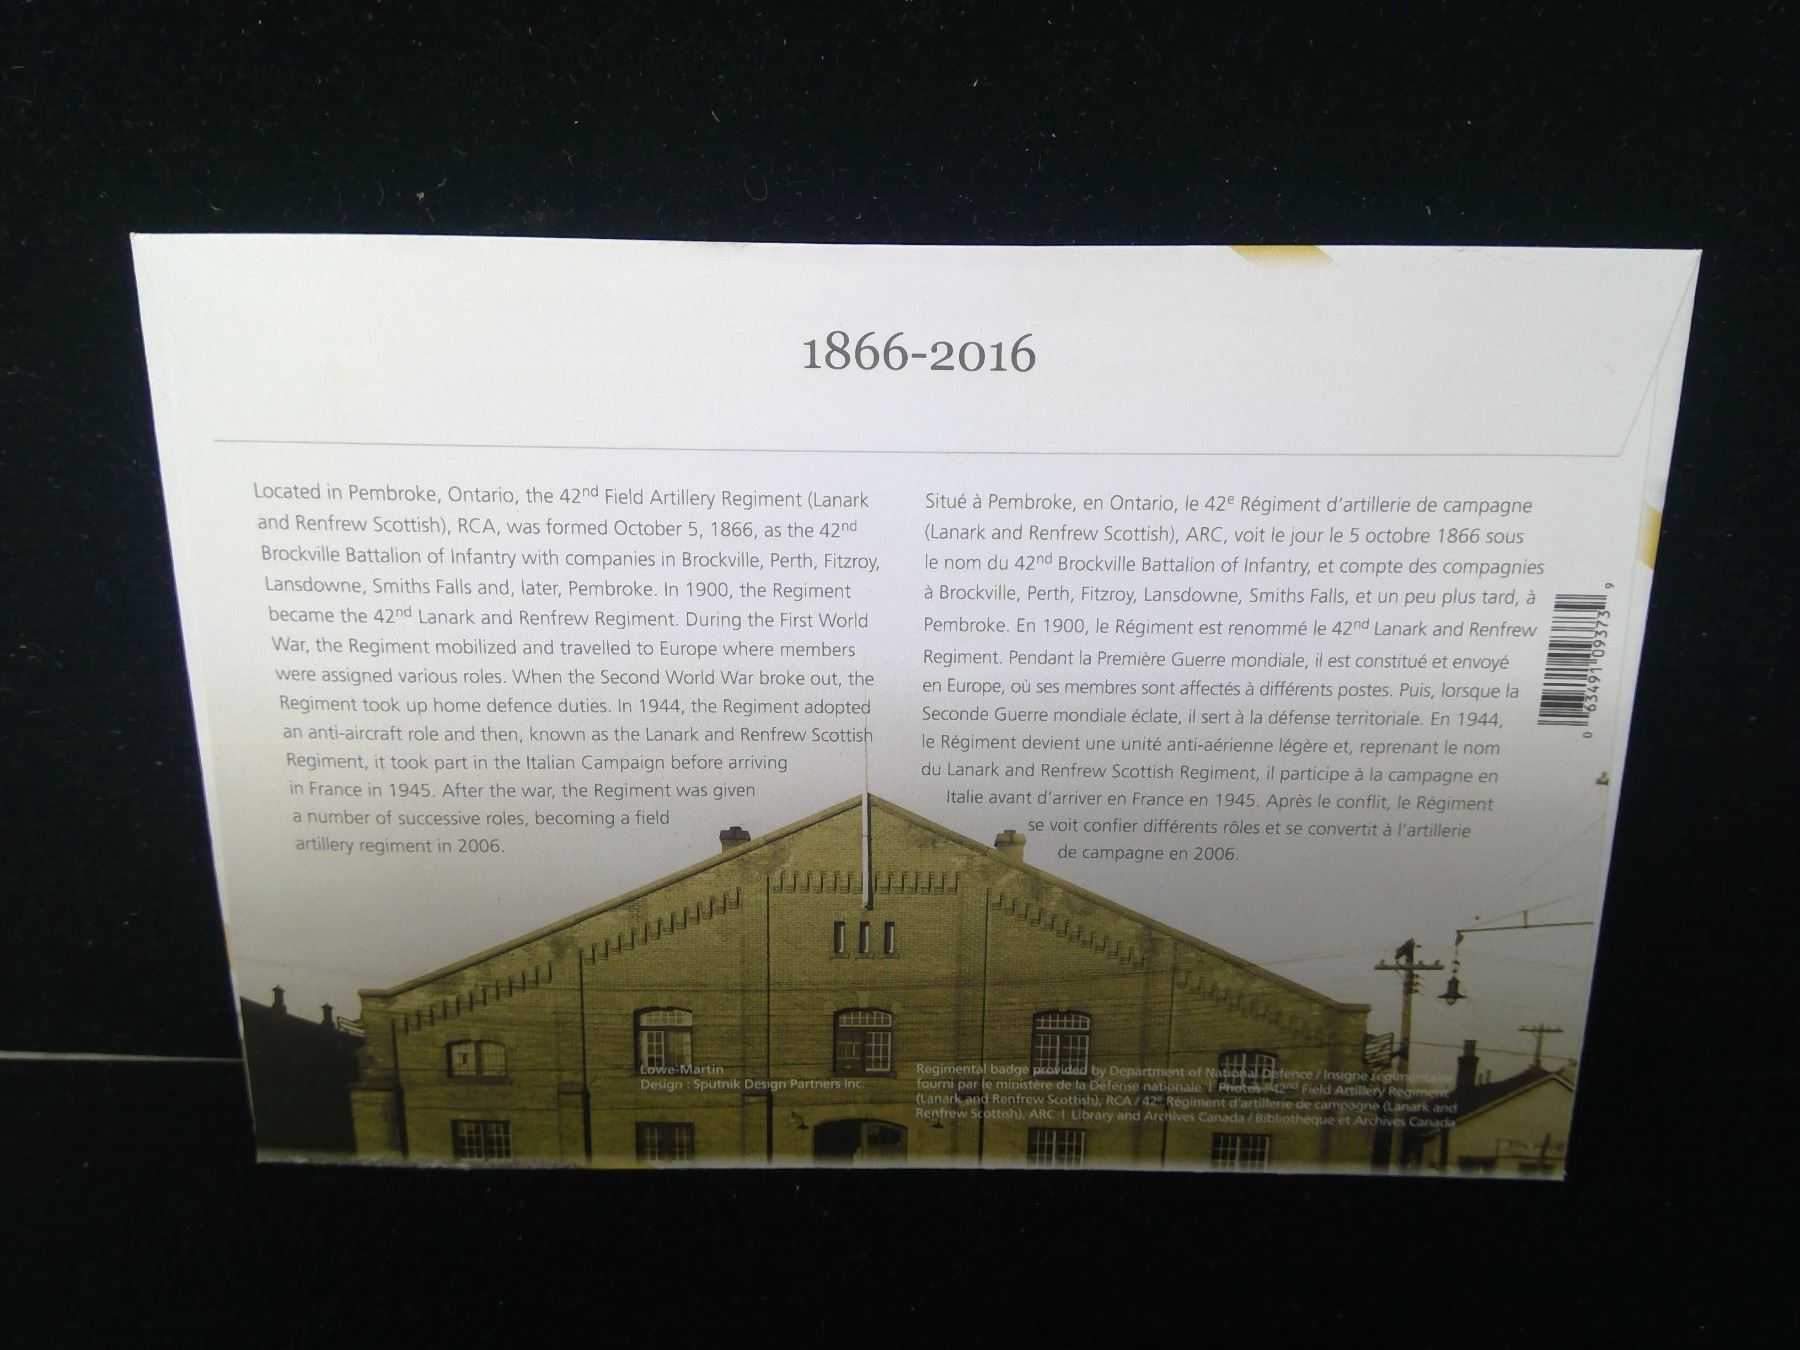 1866-2016
Located in Pembroke, Ontario, the 42nd Field Artillery Regiment (Lanark
and Renfrew Scottish), RCA, was formed October 5, 1866, as the 42nd
Brockville Battalion of Infantry with companies in Brockville, Perth, Fitzroy,
Lansdowne, Smiths Falls and, later, Pembroke. In 1900, the Regiment
became the 42nd Lanark and Renfrew Regiment. During the First World
War, the Regiment mobilized and travelled to Europe where members
were assigned various roles. When the Second World War broke out, the
Regiment took up home defence duties. In 1944, the Regiment adopted
an anti-aircraft role and then, known as the Lanark and Renfrew Scottish
Regiment, it took part in the Italian Campaign before arriving
in France in 1945. After the war, the Regiment was given
a number of successive roles, becoming a field
artillery regiment in 2006.
Situé à Pembroke, en Ontario, le 42e Régiment d'artillerie de campagne
(Lanark and Renfrew Scottish), ARC, voit le jour le 5 octobre 1866 sous
le nom du 42nd Brockville Battalion of Infantry, et compte des compagnies
à Brockville, Perth, Fitzroy, Lansdowne, Smiths Falls, et un peu plus tard, à
Pembroke. En 1900, le Régiment est renommé le 42nd Lanark and Renfrew
Regiment. Pendant la Première Guerre mondiale, il est constitué et envoyé
en Europe, où ses membres sont affectés à différents postes. Puis, lorsque la
Seconde Guerre mondiale éclate, il sert à la défense territoriale. En 1944,
le Régiment devient une unité anti-aérienne légère et, reprenant le nom
du Lanark and Renfrew Scottish Regiment, il participe à la campagne en
Italie avant d'arriver en France en 1945. Après le conflit, le Régiment
se voit confier différents rôles et se convertit à l'artillerie
de campagne en 2006.
0 63491 09373 9
Lowe-Martin
Design : Sputnik Design Partners Inc.
Regimental badge provided by Department of National Defence / Insigne régimentaire
fourni par le ministère de la Défense nationale | Photos : 42nd Field Artillery Regiment
(Lanark and Renfrew Scottish), RCA / 42e Régiment d'artillerie de campagne (Lanark and
Renfrew Scottish), ARC | Library and Archives Canada / Bibliothèque et Archives Canada